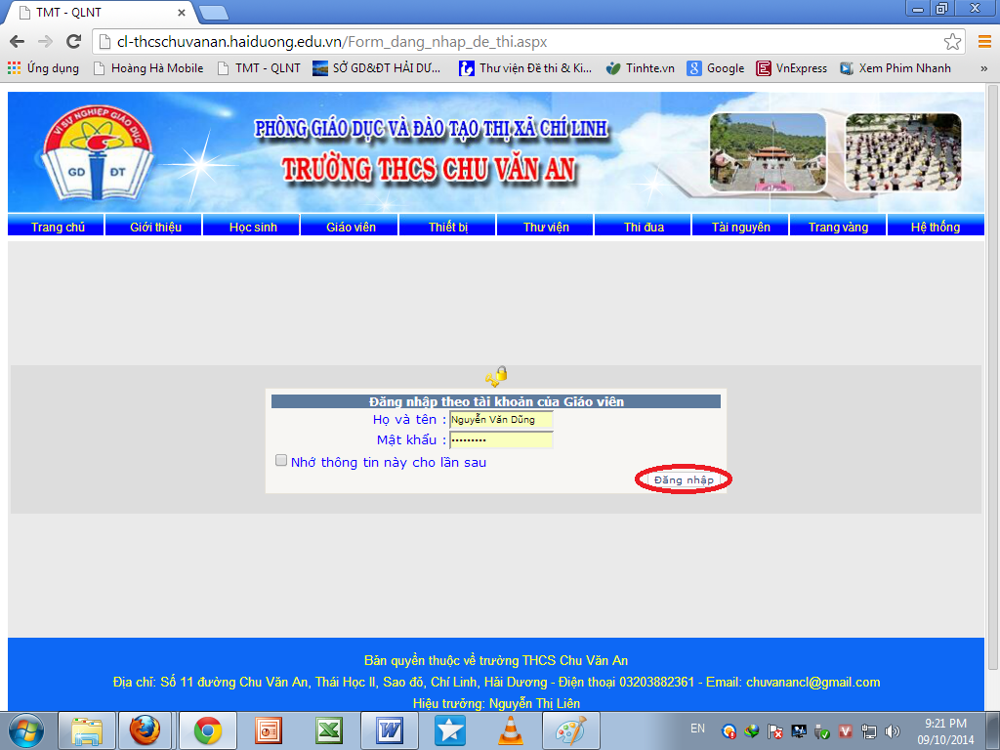 TMT - QLNT
cl-thcschuvanan.haiduong.edu.vn/Form_dang_nhap_de_thi.aspx
Ứng dụng Hoàng Hà Mobile TMT - QLNT SỞ GD&ĐT HẢI DƯ... Thư viện Đề thi & Ki... Tinhte.vn Google VnExpress Xem Phim Nhanh »
VÌ SỰ NGHIỆP GIÁO DỤC
GD ĐT
PHÒNG GIÁO DỤC VÀ ĐÀO TẠO THỊ XÃ CHÍ LINH
TRƯỜNG THCS CHU VĂN AN
Trang chủ Giới thiệu Học sinh Giáo viên Thiết bị Thư viện Thi đua Tài nguyên Trang vàng Hệ thống
Đăng nhập theo tài khoản của Giáo viên
Họ và tên : Nguyễn Văn Dũng
Mật khẩu : •••••••••
Nhớ thông tin này cho lần sau
Đăng nhập
Bản quyền thuộc về trường THCS Chu Văn An
Địa chỉ: Số 11 đường Chu Văn An, Thái Học II, Sao đỏ, Chí Linh, Hải Dương - Điện thoại 03203882361 - Email: chuvanancl@gmail.com
Hiệu trưởng: Nguyễn Thị Liên
EN
9:21 PM
09/10/2014